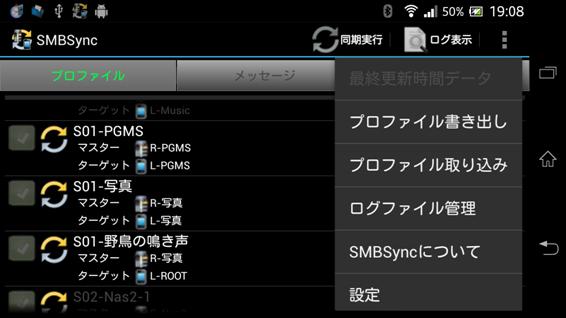 50% 19:08
SMBSync 同期実行 ログ表示
プロファイル メッセージ
最終更新時間データ
プロファイル書き出し
プロファイル取り込み
ログファイル管理
SMBSyncについて
設定
ターゲット L-Music
S01-PGMS
マスター R-PGMS
ターゲット L-PGMS
S01-写真
マスター R-写真
ターゲット L-写真
S01-野鳥の鳴き声
マスター R-写真
ターゲット L-ROOT
S02-Nas2-1